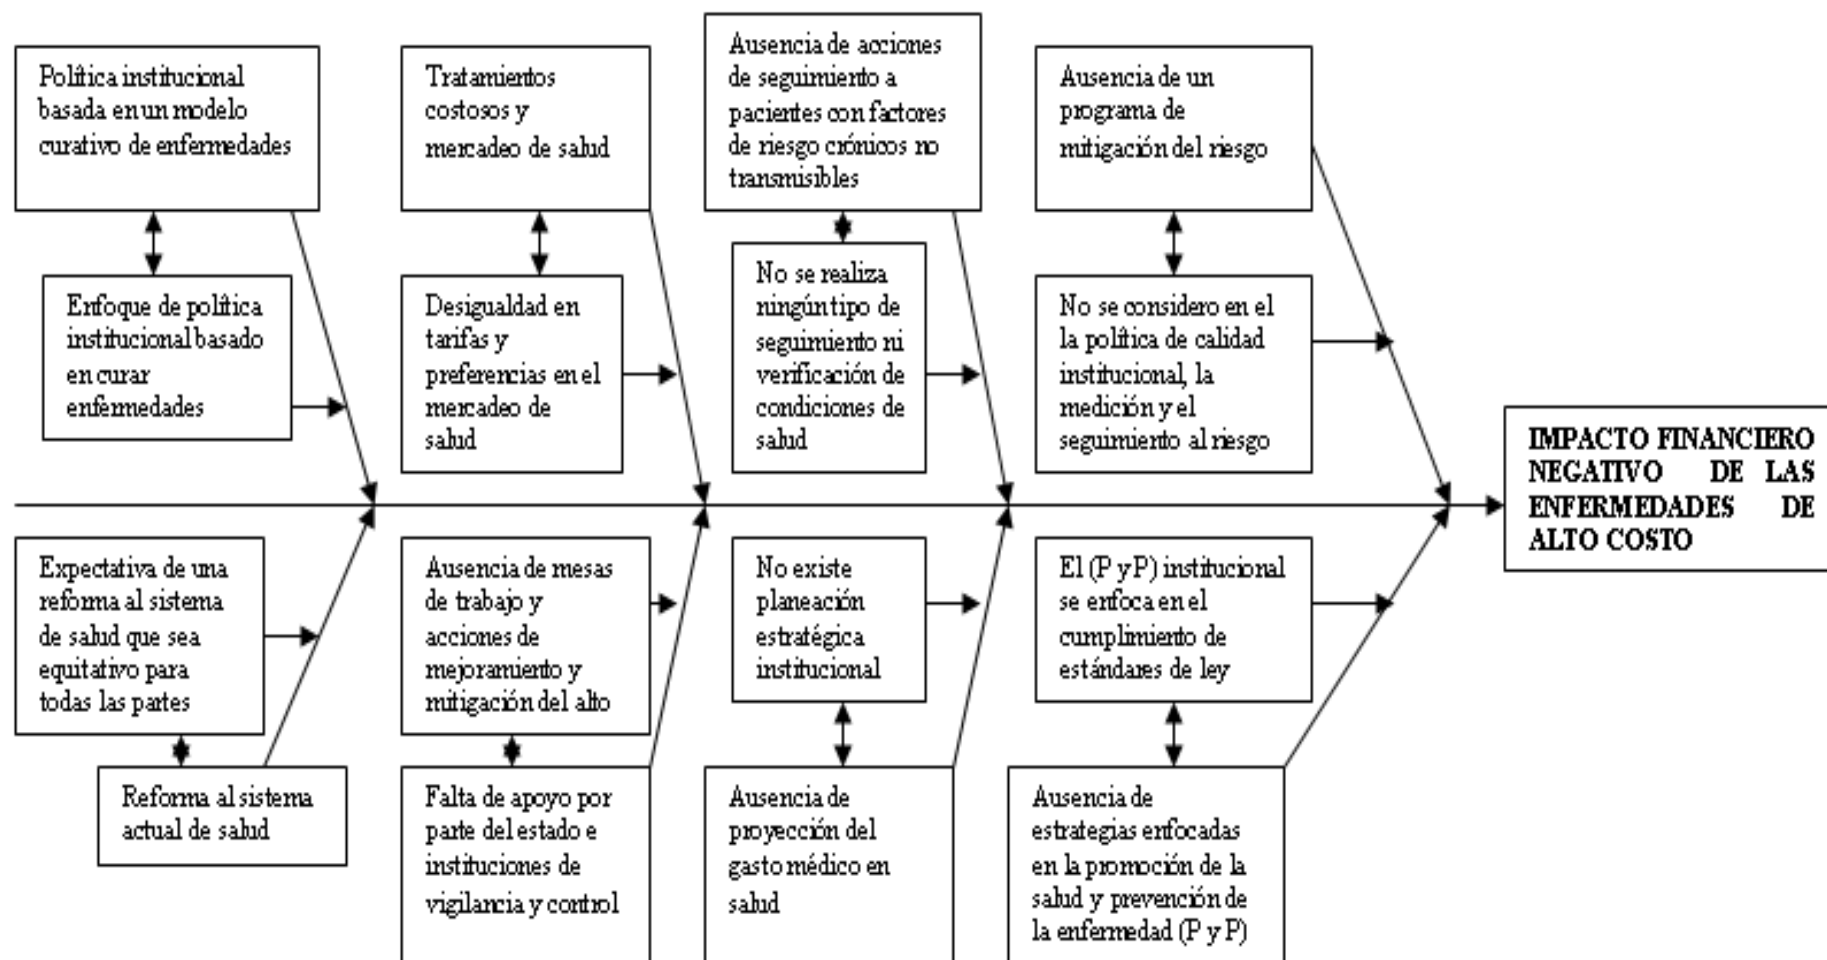 Política institucional
basada en un modelo
curativo de enfermedades
Tratamientos
costosos y
mercadeo de salud
Ausencia de acciones
de seguimiento a
pacientes con factores
de riesgo crónicos no
transmisibles
Ausencia de un
programa de
mitigación del riesgo
Enfoque de política
institucional basado
en curar
enfermedades
Desigualdad en
tarifas y
preferencias en el
mercadeo de
salud
No se realiza
ningún tipo de
seguimiento ni
verificación de
condiciones de
salud
No se considero en el
la política de calidad
institucional, la
medición y el
seguimiento al riesgo
IMPACTO FINANCIERO
NEGATIVO DE LAS
ENFERMEDADES DE
ALTO COSTO
Expectativa de una
reforma al sistema
de salud que sea
equitativo para
todas las partes
Ausencia de mesas
de trabajo y
acciones de
mejoramiento y
mitigación del alto
No existe
planeación
estratégica
institucional
El (P y P) institucional
se enfoca en el
cumplimiento de
estándares de ley
Reforma al sistema
actual de salud
Falta de apoyo por
parte del estado e
instituciones de
vigilancia y control
Ausencia de
proyección del
gasto médico en
salud
Ausencia de
estrategias enfocadas
en la promoción de la
salud y prevención de
la enfermedad (P y P)